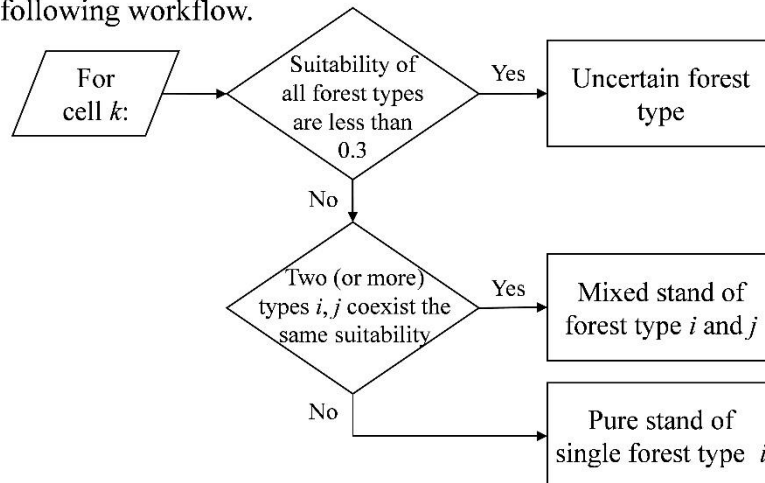 following workflow.
For
cell k:
Suitability of
all forest types
are less than
0.3
Yes
Uncertain forest
type
No
Two (or more)
types i, j coexist the
same suitability
Yes
Mixed stand of
forest type i and j
No
Pure stand of
single forest type i